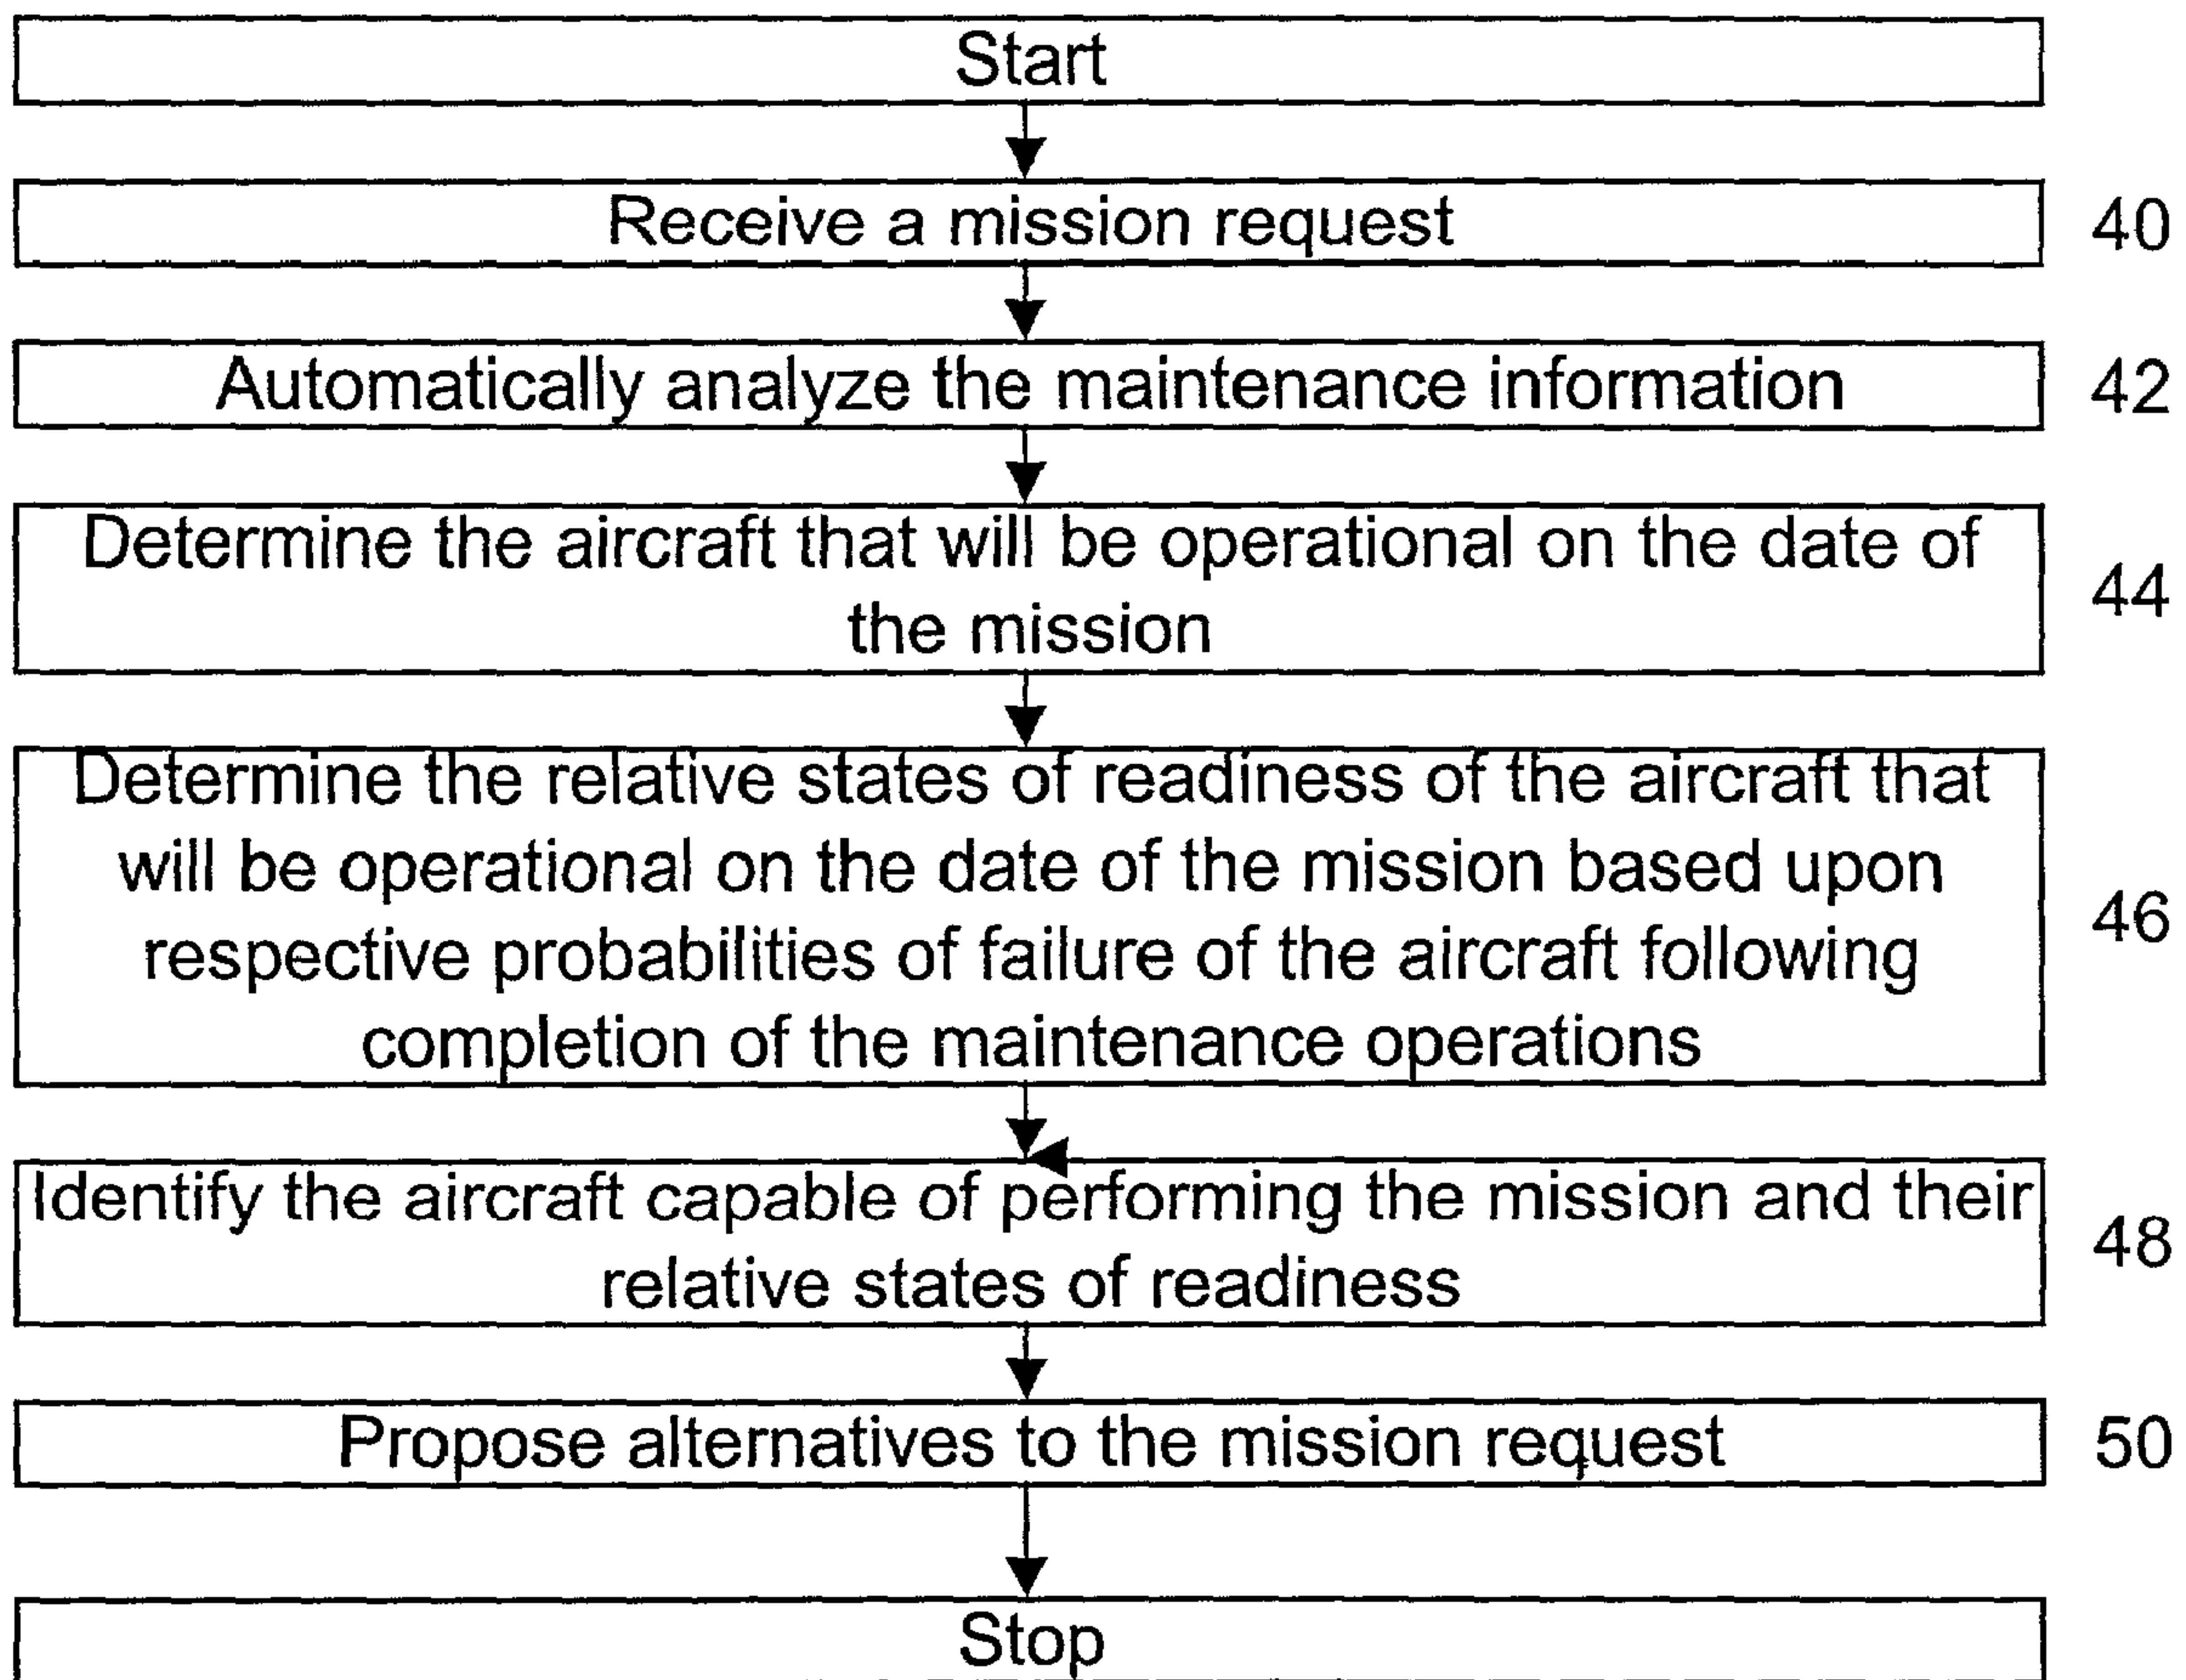 Start
Receive a mission request
40
Automatically analyze the maintenance information
42
Determine the aircraft that will be operational on the date of
the mission
44
Determine the relative states of readiness of the aircraft that
will be operational on the date of the mission based upon
respective probabilities of failure of the aircraft following
completion of the maintenance operations
46
Identify the aircraft capable of performing the mission and their
relative states of readiness
48
Propose alternatives to the mission request
50
Stop